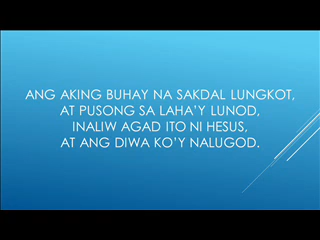 ANG AKING BUHAY NA SAKDAL LUNGKOT,
AT PUSONG SA LAHA'Y LUNOD,
INALIW AGAD ITO NI HESUS,
AT ANG DIWA KO'Y NALUGOD.